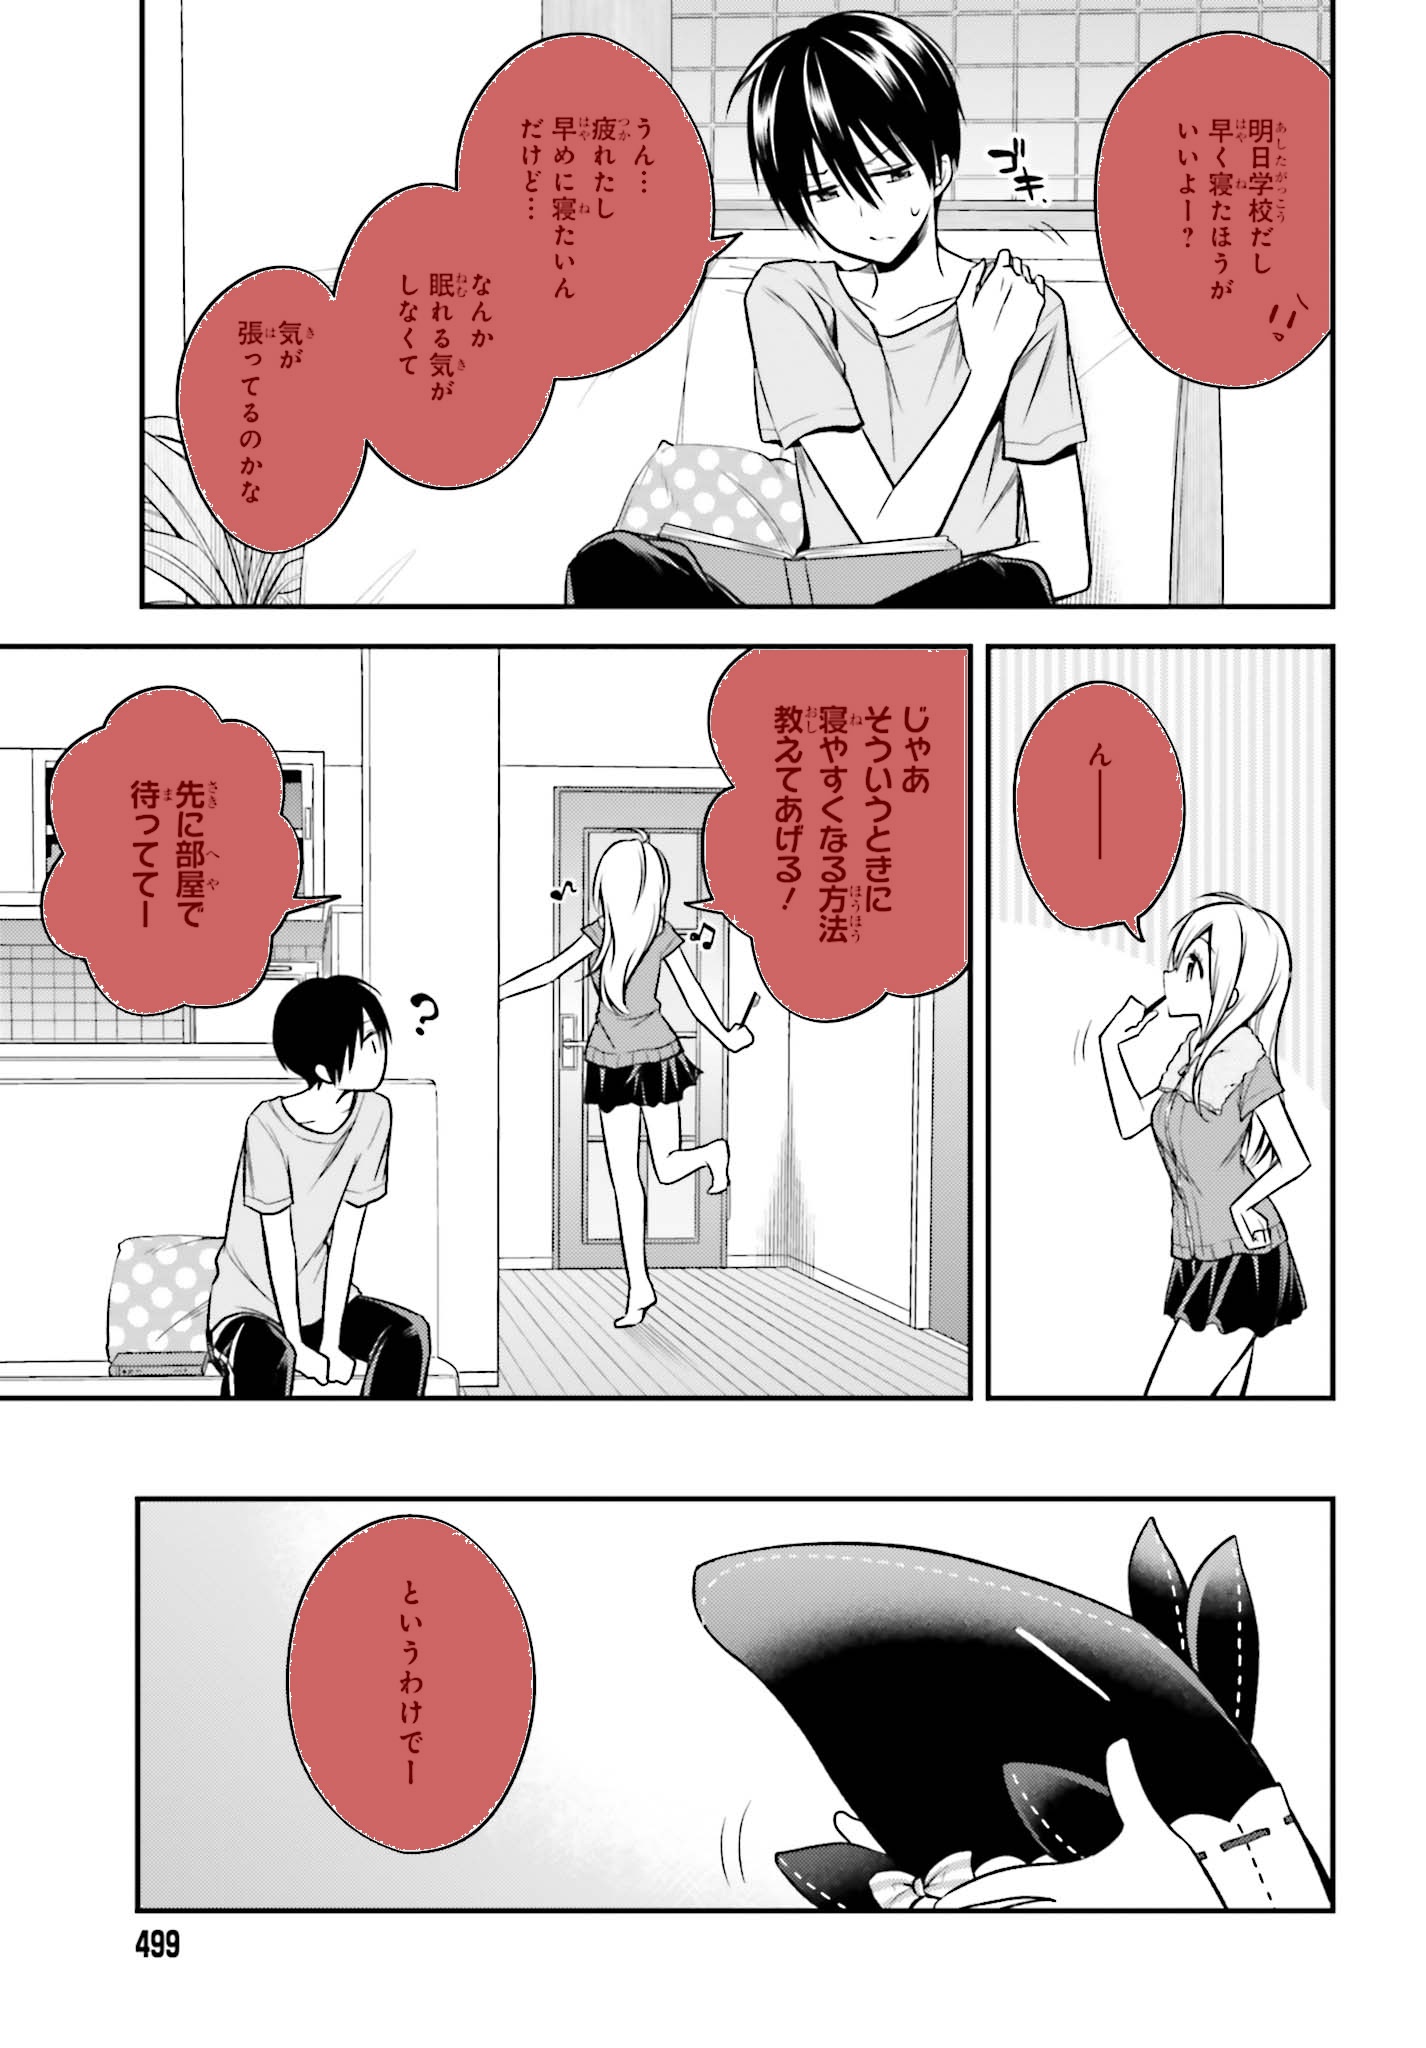 明日学校だし
早く寝たほうが
いいよー？
ゴキ
うん…
疲れたし
早めに寝たいん
だけど…
なんか
眠れる気が
しなくて
気が
張ってるのかな
んー
じゃあ
そういうときに
寝やすくなる方法
教えてあげる！
先に部屋で
待っててー
？
というわけでー
499